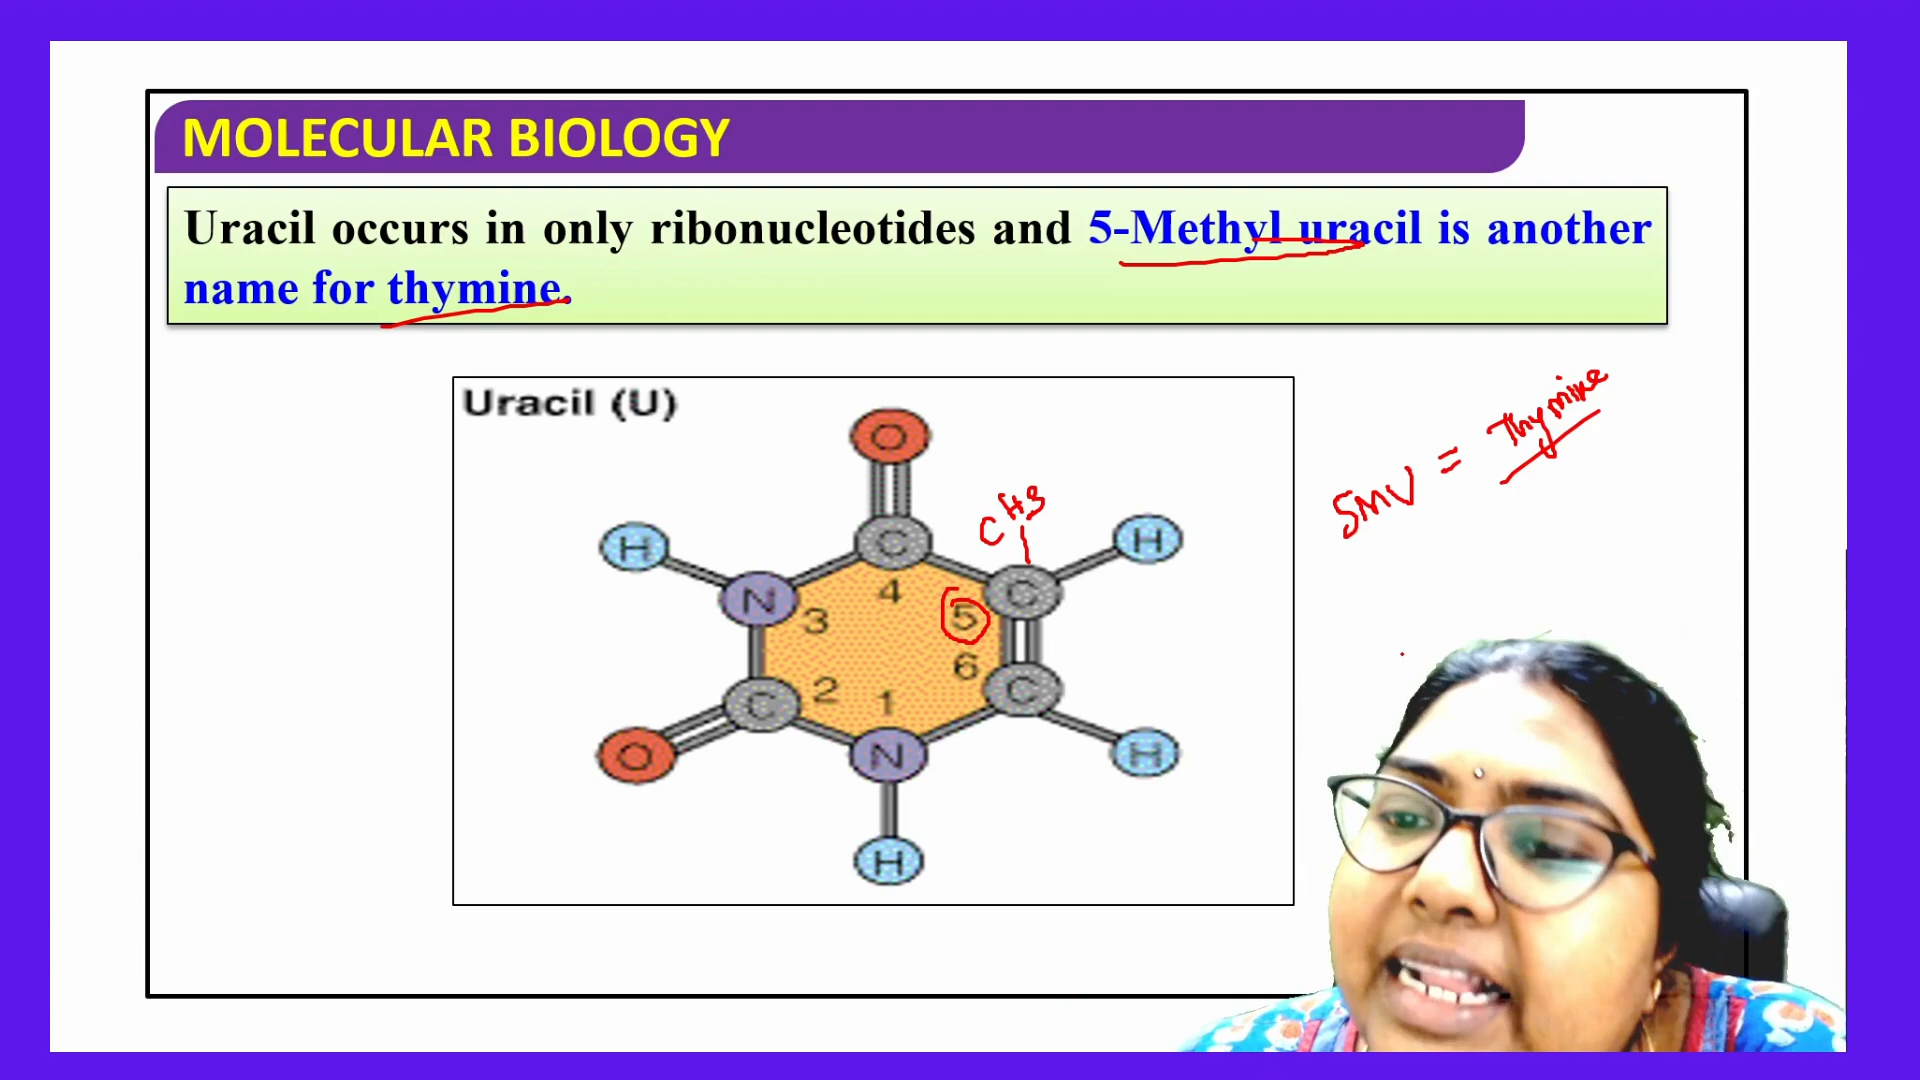 MOLECULAR BIOLOGY
Uracil occurs in only ribonucleotides and 5-Methyl uracil is another
name for thymine.
Uracil (U)
O
CH3
H C H
N 4 C
3 5
6
C 2 1 C
O N H
H
5MU = Thymine